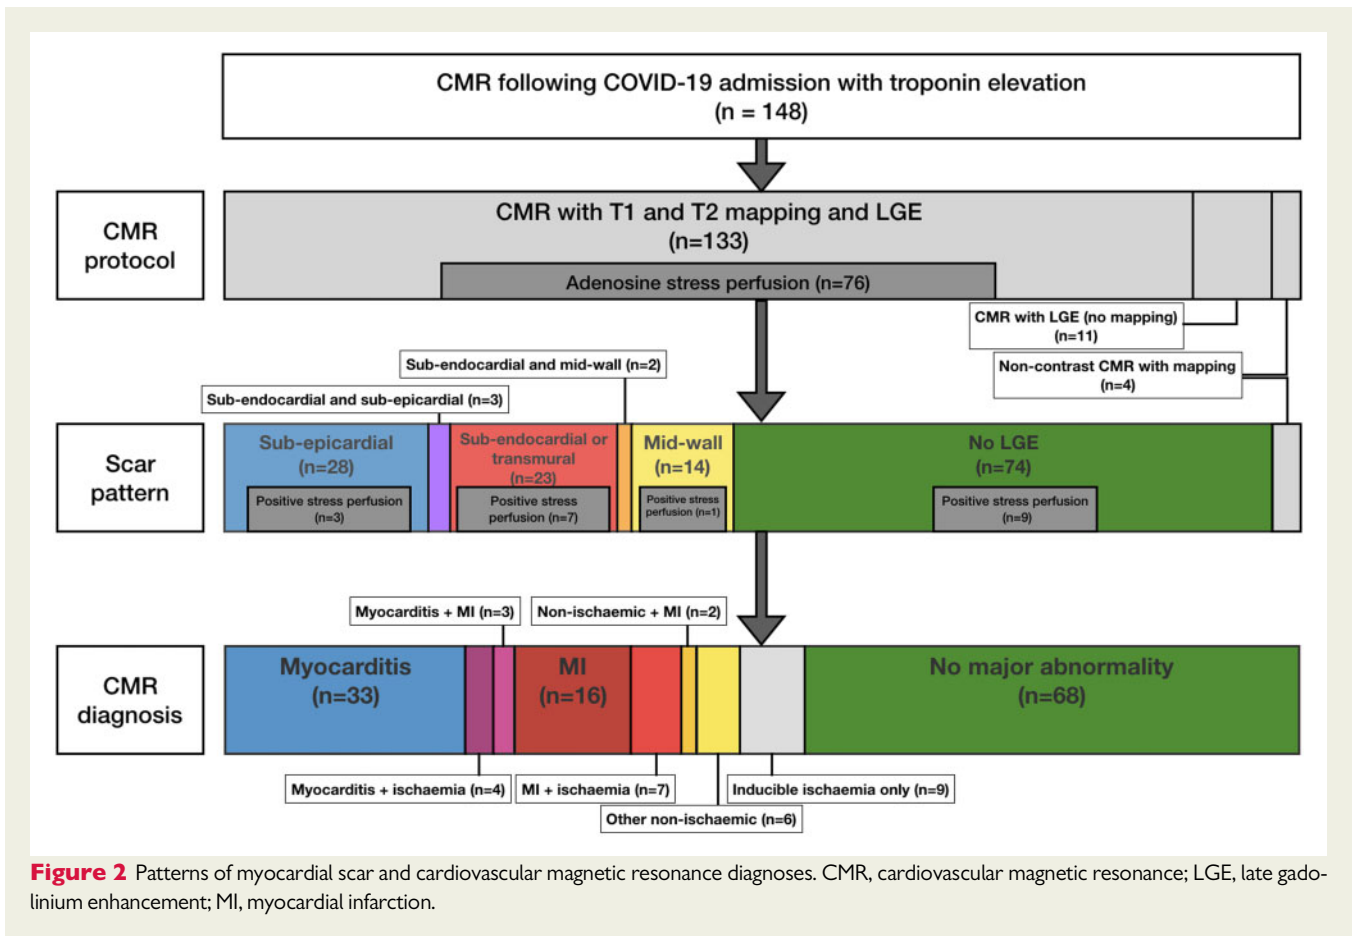 CMR following COVID-19 admission with troponin elevation
(n = 148)
CMR
protocol
CMR with T1 and T2 mapping and LGE
(n=133)
Adenosine stress perfusion (n=76)
CMR with LGE (no mapping)
(n=11)
Non-contrast CMR with mapping
(n=4)
Sub-endocardial and mid-wall (n=2)
Sub-endocardial and sub-epicardial (n=3)
Scar
pattern
Sub-epicardial
(n=28)
Positive stress perfusion
(n=3)
Sub-endocardial or
transmural
(n=23)
Positive stress
perfusion (n=7)
Mid-wall
(n=14)
Positive stress
perfusion (n=1)
No LGE
(n=74)
Positive stress perfusion
(n=9)
Myocarditis + MI (n=3)
Non-ischaemic + MI (n=2)
CMR
diagnosis
Myocarditis
(n=33)
MI
(n=16)
No major abnormality
(n=68)
Myocarditis + ischaemia (n=4)
MI + ischaemia (n=7)
Inducible ischaemia only (n=9)
Other non-ischaemic (n=6)
Figure 2 Patterns of myocardial scar and cardiovascular magnetic resonance diagnoses. CMR, cardiovascular magnetic resonance; LGE, late gado-
linium enhancement; MI, myocardial infarction.